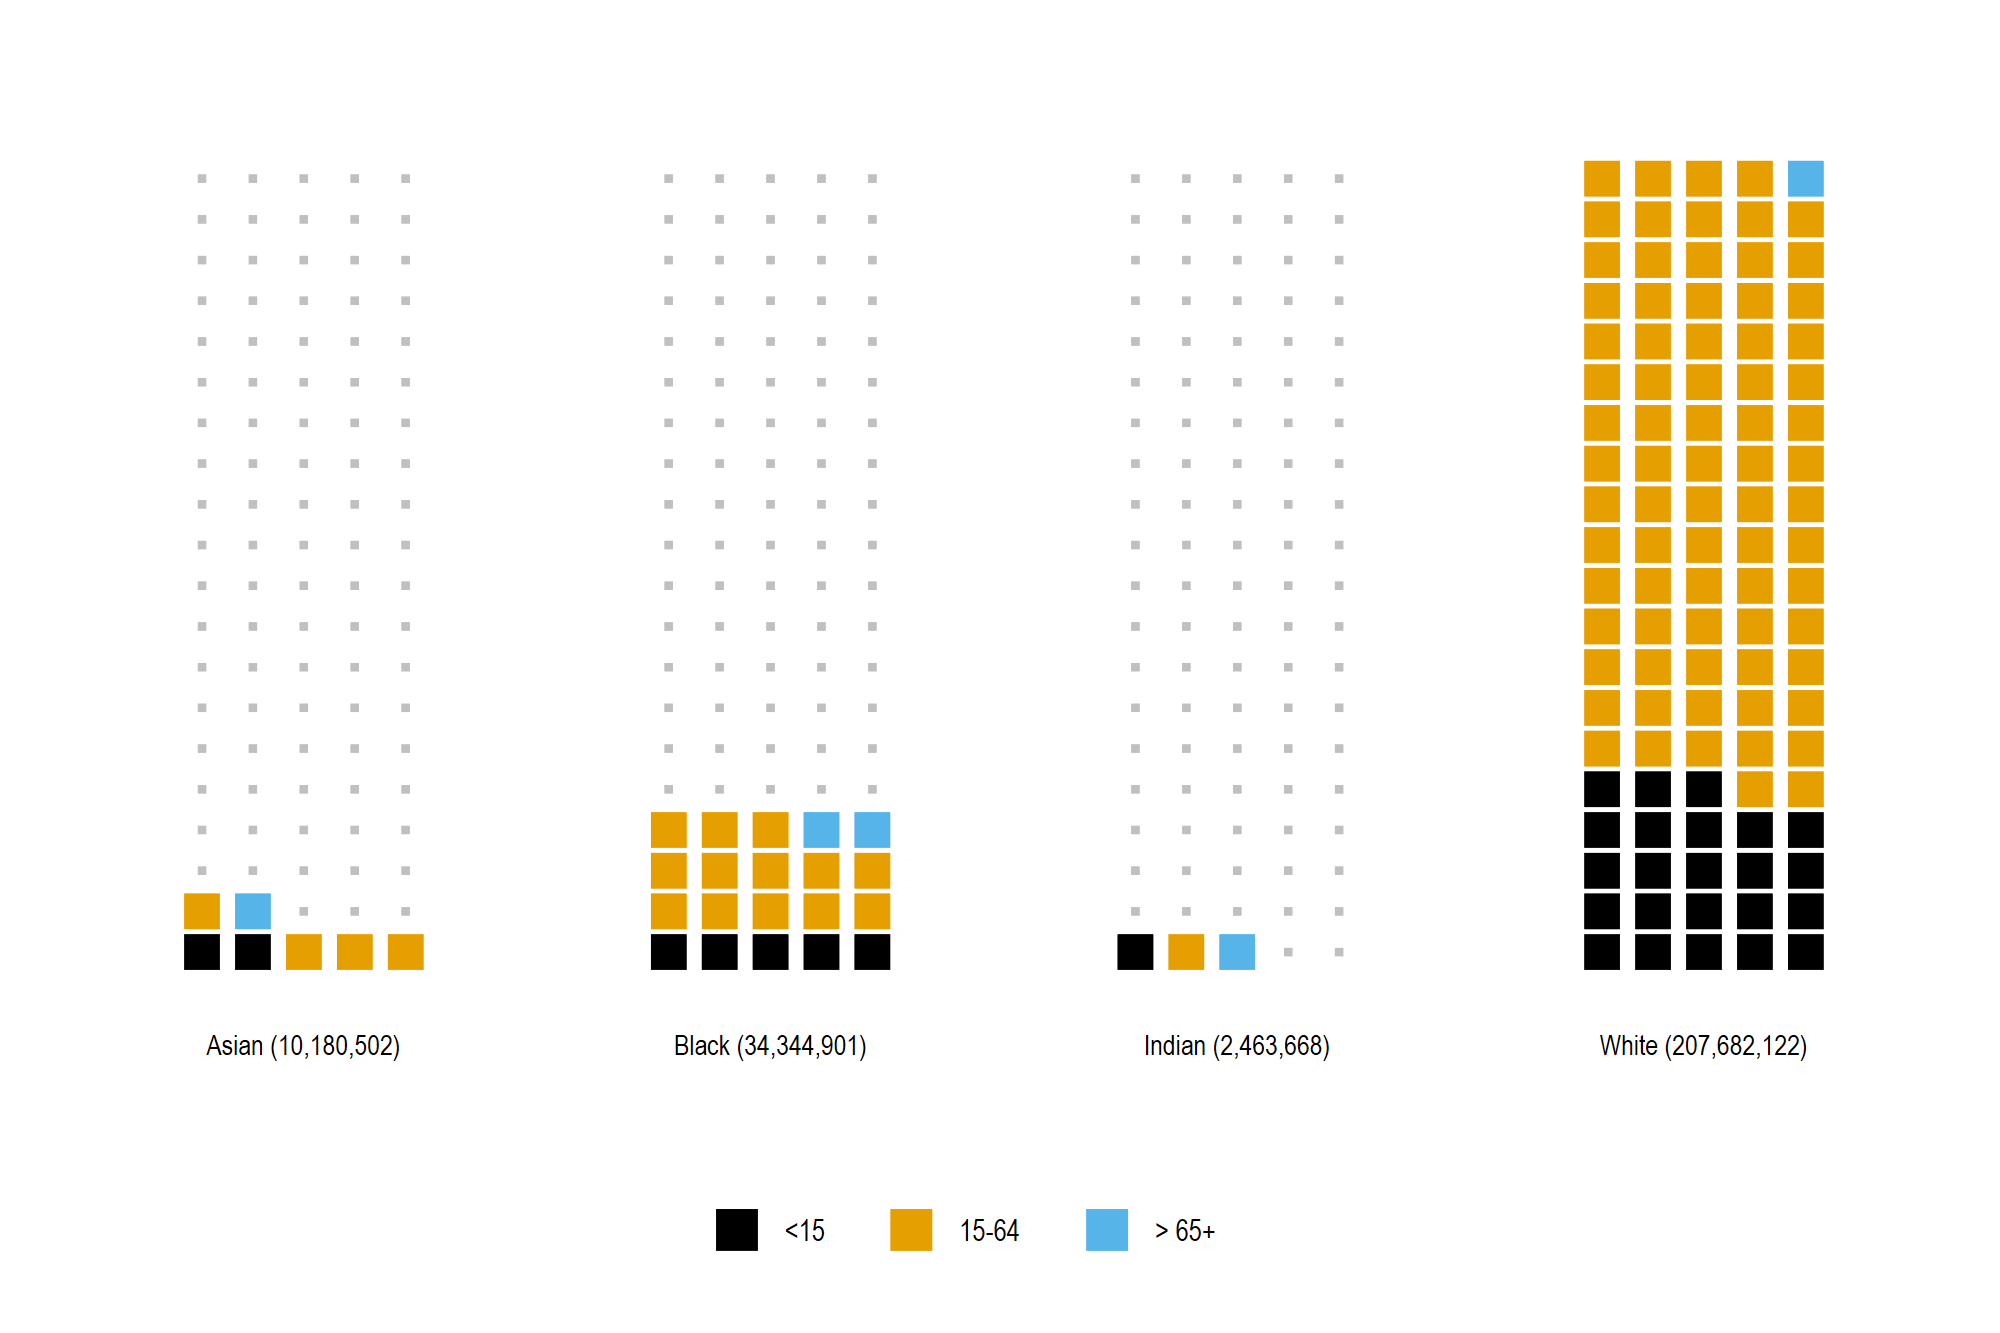 Asian (10,180,502)
Black (34,344,901)
Indian (2,463,668)
White (207,682,122)
<15
15-64
> 65+